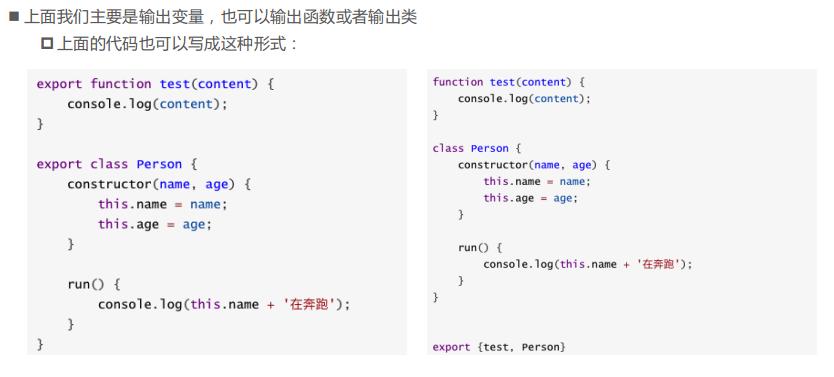 上面我们主要是输出变量，也可以输出函数或者输出类
上面的代码也可以写成这种形式：
export function test(content) {
    console.log(content);
}

export class Person {
    constructor(name, age) {
        this.name = name;
        this.age = age;
    }

    run() {
        console.log(this.name + '在奔跑');
    }
}
function test(content) {
    console.log(content);
}

class Person {
    constructor(name, age) {
        this.name = name;
        this.age = age;
    }

    run() {
        console.log(this.name + '在奔跑');
    }
}

export {test, Person}